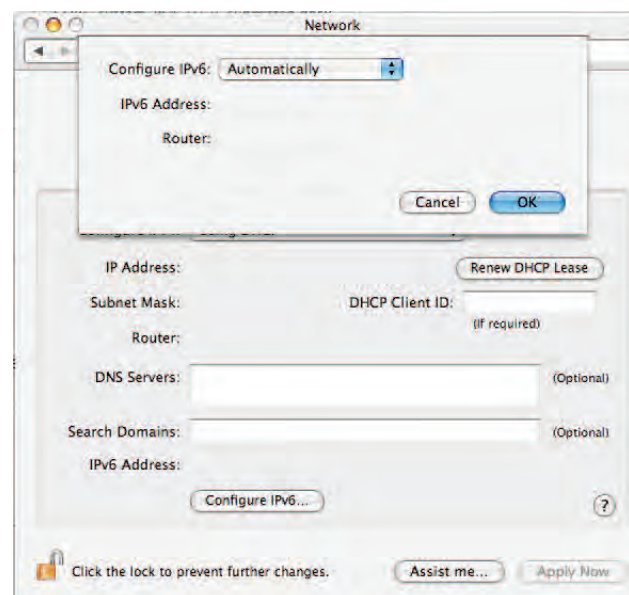 Network
Configure IPv6: Automatically
IPv6 Address:
Router:
Cancel OK
IP Address: Renew DHCP Lease
Subnet Mask: DHCP Client ID:
(If required)
Router:
DNS Servers: (Optional)
Search Domains: (Optional)
IPv6 Address:
Configure IPv6...
?
Click the lock to prevent further changes. Assist me... Apply Now